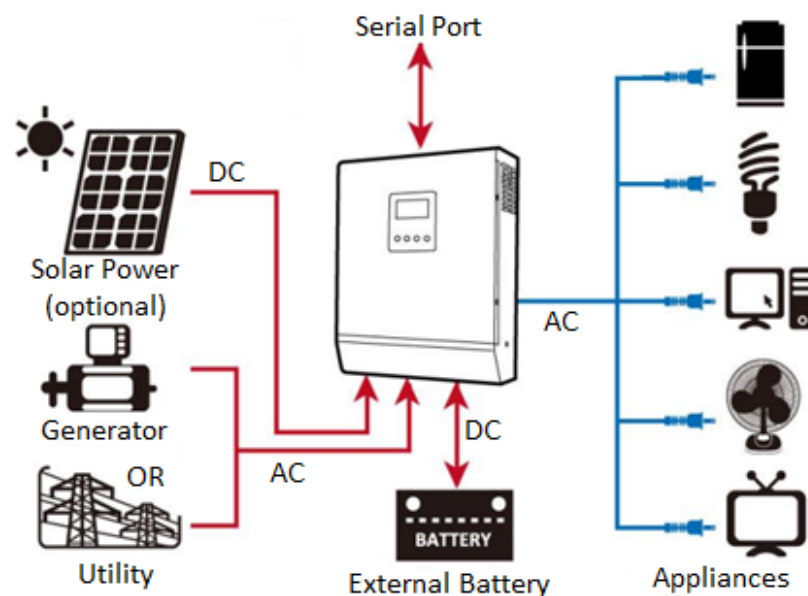 Serial Port
DC
Solar Power
(optional)
Generator
OR
AC
Utility
DC
BATTERY
External Battery
AC
Appliances